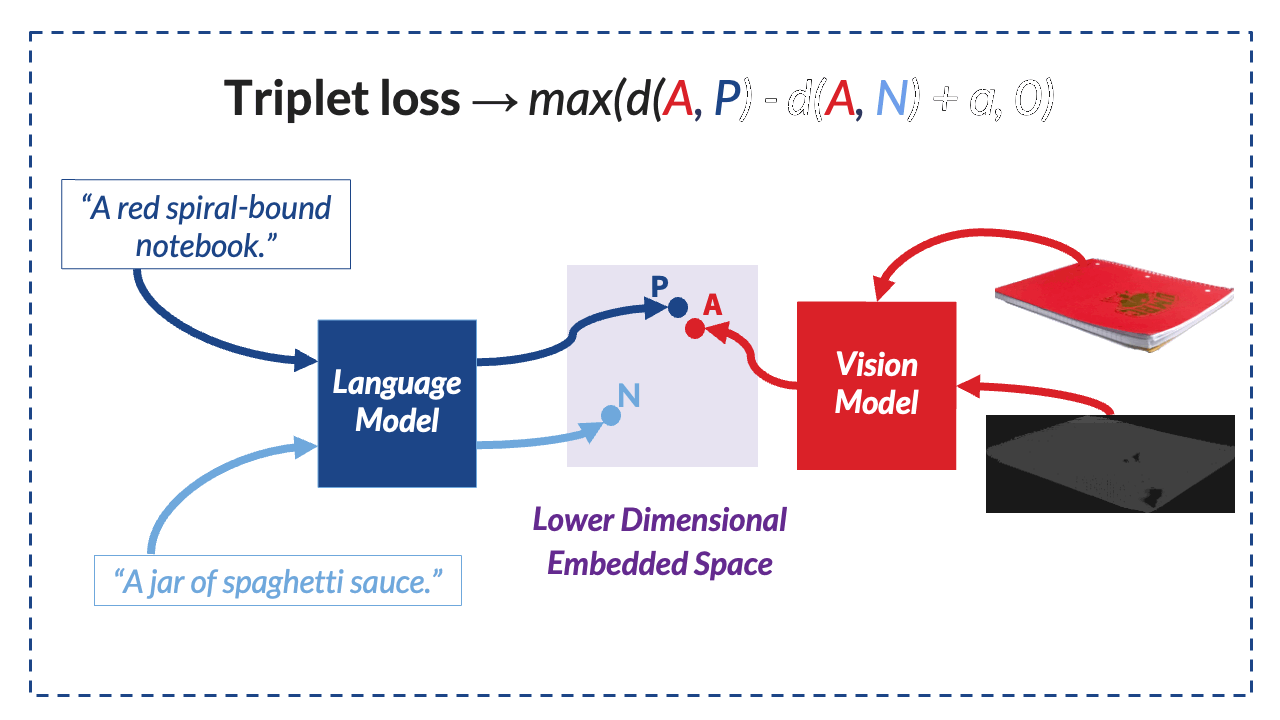 Triplet loss → max(d(A, P) - d(A, N) + α, 0)
“A red spiral-bound
notebook.”
P
A
Language
Model
Vision
Model
N
Lower Dimensional
Embedded Space
“A jar of spaghetti sauce.”